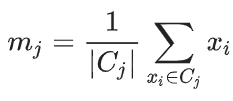 $m_j = \frac{1}{|C_j|} \sum_{x_i \in C_j} x_i$